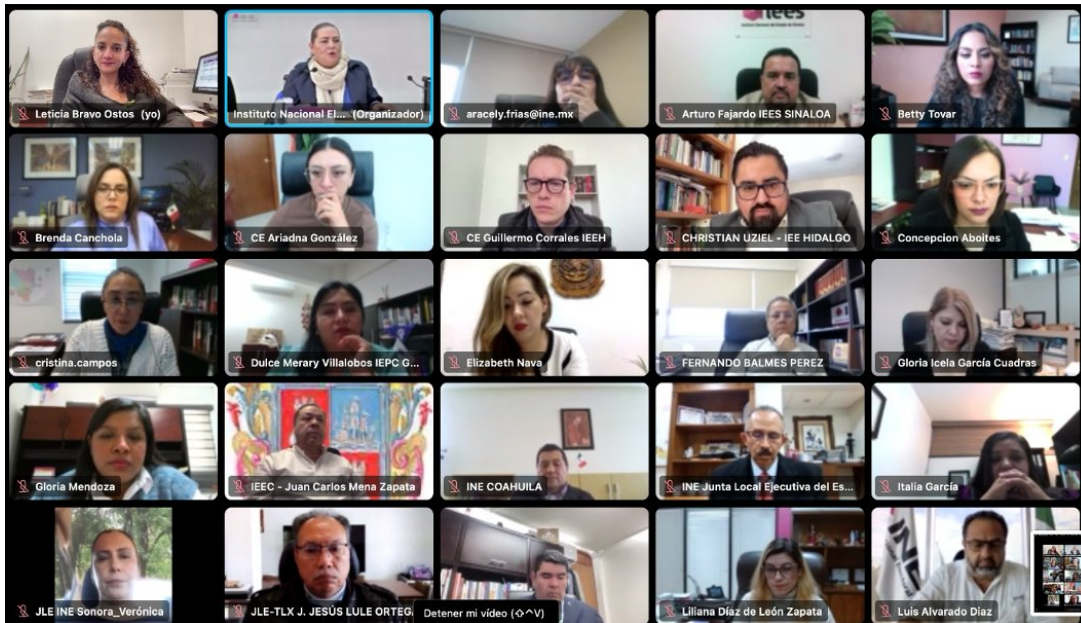 iees
Leticia Bravo Ostos (yo)
Instituto Nacional El... (Organizador)
aracely.frias@ine.mx
Arturo Fajardo IEES SINALOA
Betty Tovar
Brenda Canchola
CE Ariadna González
CE Guillermo Corrales IEEH
CHRISTIAN UZIEL - IEE HIDALGO
Concepcion Aboites
cristina.campos
Dulce Merary Villalobos IEPC G...
Elizabeth Nava
FERNANDO BALMES PEREZ
Gloria Icela García Cuadras
Gloria Mendoza
IEEC - Juan Carlos Mena Zapata
INE COAHUILA
INE Junta Local Ejecutiva del Es...
Italia García
JLE INE Sonora_Verónica
JLE-TLX J. JESÚS LULE ORTEG
Detener mi vídeo (⇧^V)
Liliana Díaz de León Zapata
INE
Luis Alvarado Diaz